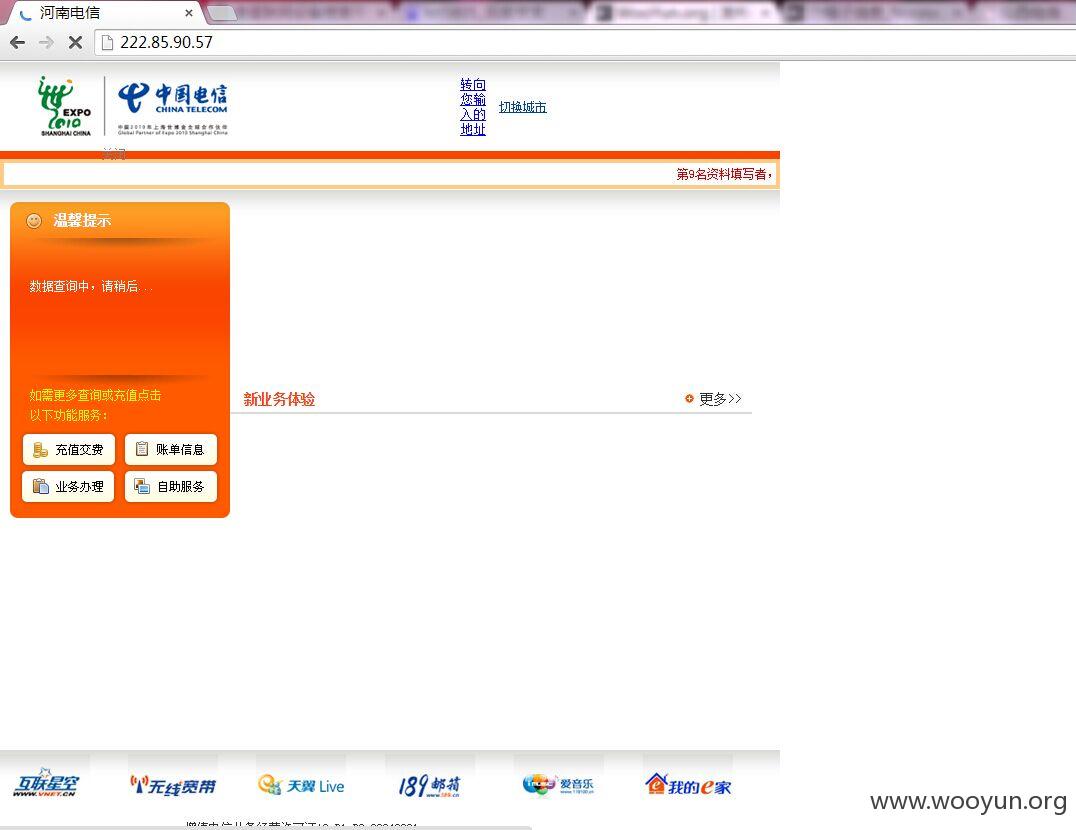 河南电信
222.85.90.57
EXPO
2010
SHANGHAI CHINA
中国电信
CHINA TELECOM
中国2010年上海世博会全球合作伙伴
Global Partner of Expo 2010 Shanghai China
转向
您输
入的
地址
切换城市
第9名资料填写者，
温馨提示
数据查询中，请稍后...
新业务体验
更多>>
如需更多查询或充值点击
以下功能服务：
充值交费
账单信息
业务办理
自助服务
互联星空
WWW.VNET.CN
无线宽带
天翼 Live
189邮箱
www.189.cn
爱音乐
我的e家
www.wooyun.org